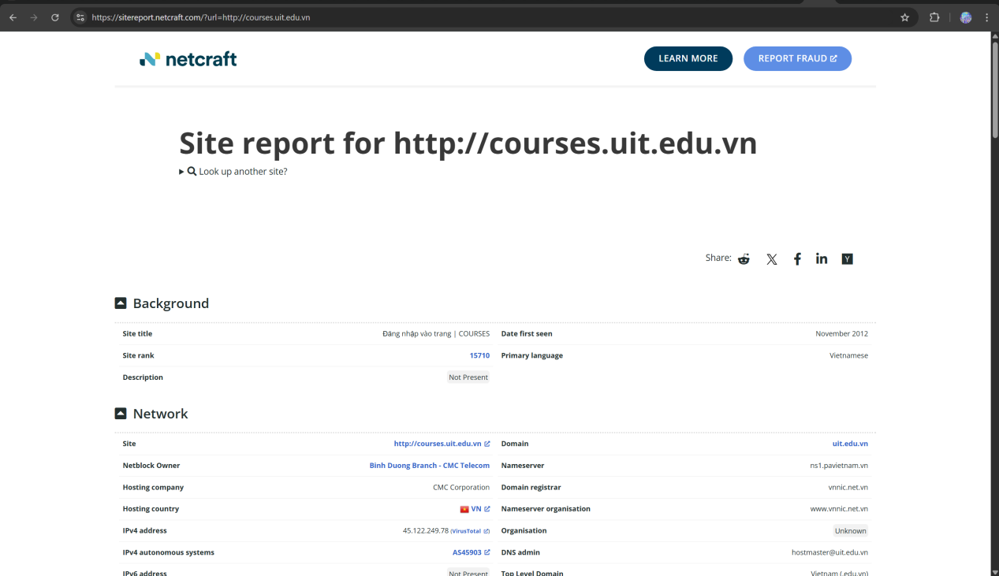 https://sitereport.netcraft.com/?url=http://courses.uit.edu.vn
netcraft
LEARN MORE
REPORT FRAUD
Site report for http://courses.uit.edu.vn
Look up another site?
Share:
Background
Site title Đăng nhập vào trang | COURSES Date first seen November 2012
Site rank 15710 Primary language Vietnamese
Description Not Present
Network
Site http://courses.uit.edu.vn Domain uit.edu.vn
Netblock Owner Binh Duong Branch - CMC Telecom Nameserver ns1.pavietnam.vn
Hosting company CMC Corporation Domain registrar vnnic.net.vn
Hosting country VN Nameserver organisation www.vnnic.net.vn
IPv4 address 45.122.249.78 (VirusTotal) Organisation Unknown
IPv4 autonomous systems AS45903 DNS admin hostmaster@uit.edu.vn
IPv6 address Not Present Top Level Domain Vietnam (.edu.vn)